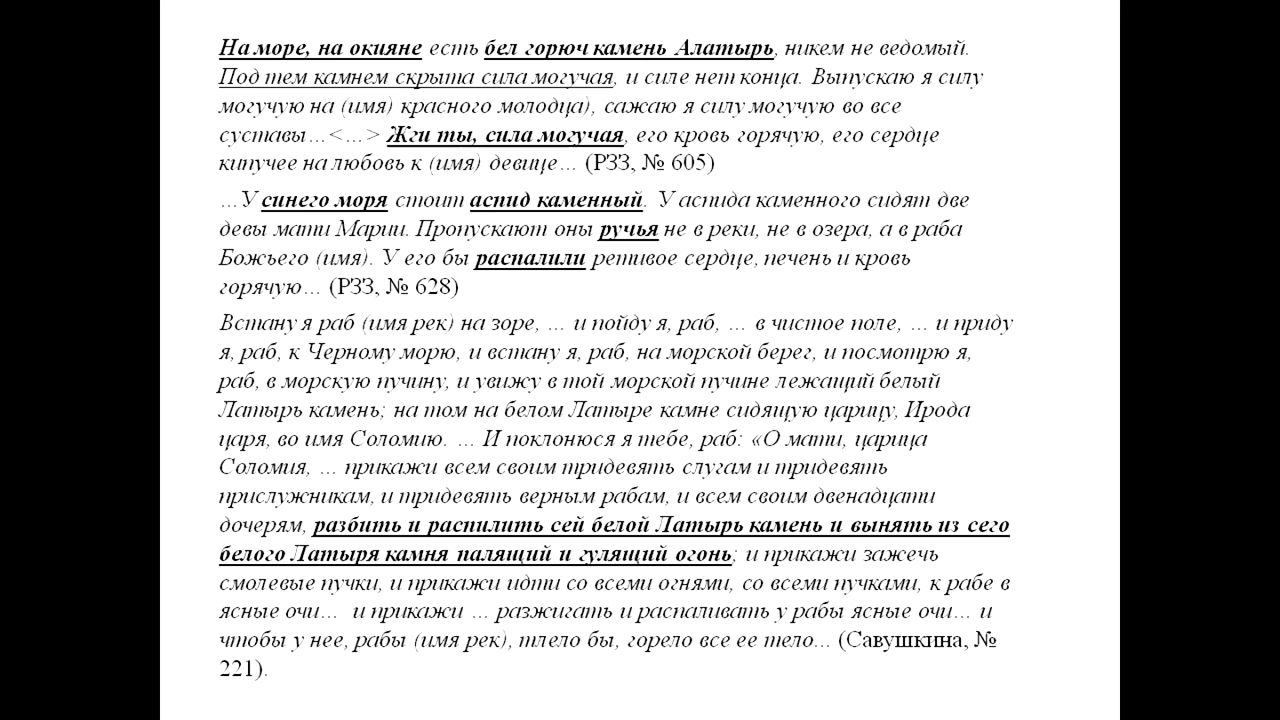 На море, на окияне есть бел горюч камень Алатырь, никем не ведомый.
Под тем камнем скрыта сила могучая, и силе нет конца. Выпускаю я силу
могучую на (имя) красного молодца), сажаю я силу могучую во все
суставы…<…> Жги ты, сила могучая, его кровь горячую, его сердце
кипучее на любовь к (имя) девице… (РЗЗ, № 605)
…У синего моря стоит аспид каменный. У аспида каменного сидят две
девы мати Марии. Пропускают оны ручья не в реки, не в озера, а в раба
Божьего (имя). У его бы распалили ретивое сердце, печень и кровь
горячую… (РЗЗ, № 628)
Встану я раб (имя рек) на зоре, … и пойду я, раб, … в чистое поле, … и приду
я, раб, к Черному морю, и встану я, раб, на морской берег, и посмотрю я,
раб, в морскую пучину, и увижу в той морской пучине лежащий белый
Латырь камень; на том на белом Латыре камне сидящую царицу, Ирода
царя, во имя Соломию. … И поклонюся я тебе, раб: «О мати, царица
Соломия, … прикажи всем своим тридевять слугам и тридевять
прислужникам, и тридевять верным рабам, и всем своим двенадцати
дочерям, разбить и распилить сей белой Латырь камень и вынять из сего
белого Латыря камня палящий и гулящий огонь; и прикажи зажечь
смолевые пучки, и прикажи идти со всеми огнями, со всеми пучками, к рабе в
ясные очи… и прикажи … разжигать и распаливать у рабы ясные очи… и
чтобы у нее, рабы (имя рек), тлело бы, горело все ее тело... (Савушкина, №
221).